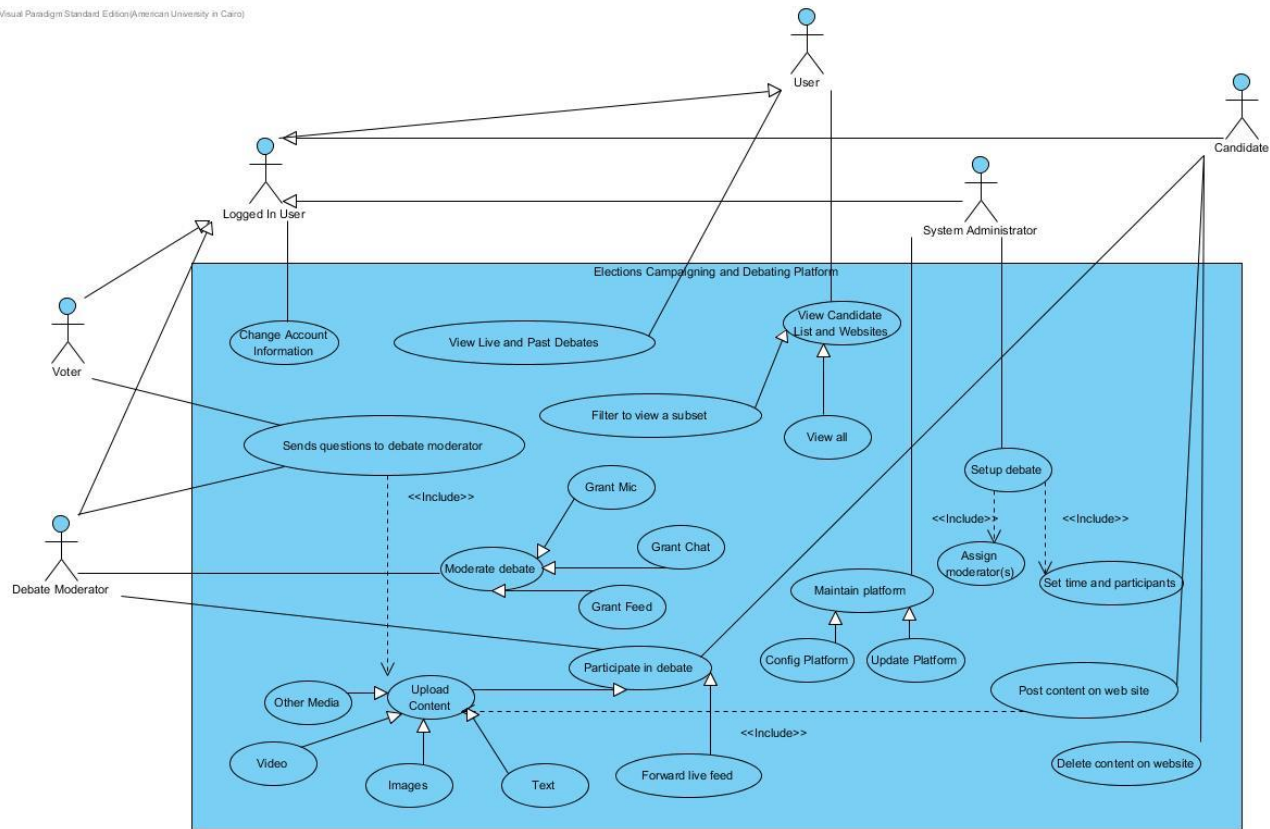 Visual Paradigm Standard Edition(American University in Cairo)
User
Candidate
Logged In User
System Administrator
Elections Campaigning and Debating Platform
Voter
Change Account
Information
View Live and Past Debates
View Candidate
List and Websites
Filter to view a subset
View all
Sends questions to debate moderator
Setup debate
<<Include>>
Grant Mic
<<Include>>
<<Include>>
Grant Chat
Assign
moderator(s)
Moderate debate
Debate Moderator
Set time and participants
Maintain platform
Grant Feed
Participate in debate
Config Platform
Update Platform
Other Media
Upload
Content
Post content on web site
<<Include>>
Video
Images
Text
Forward live feed
Delete content on website